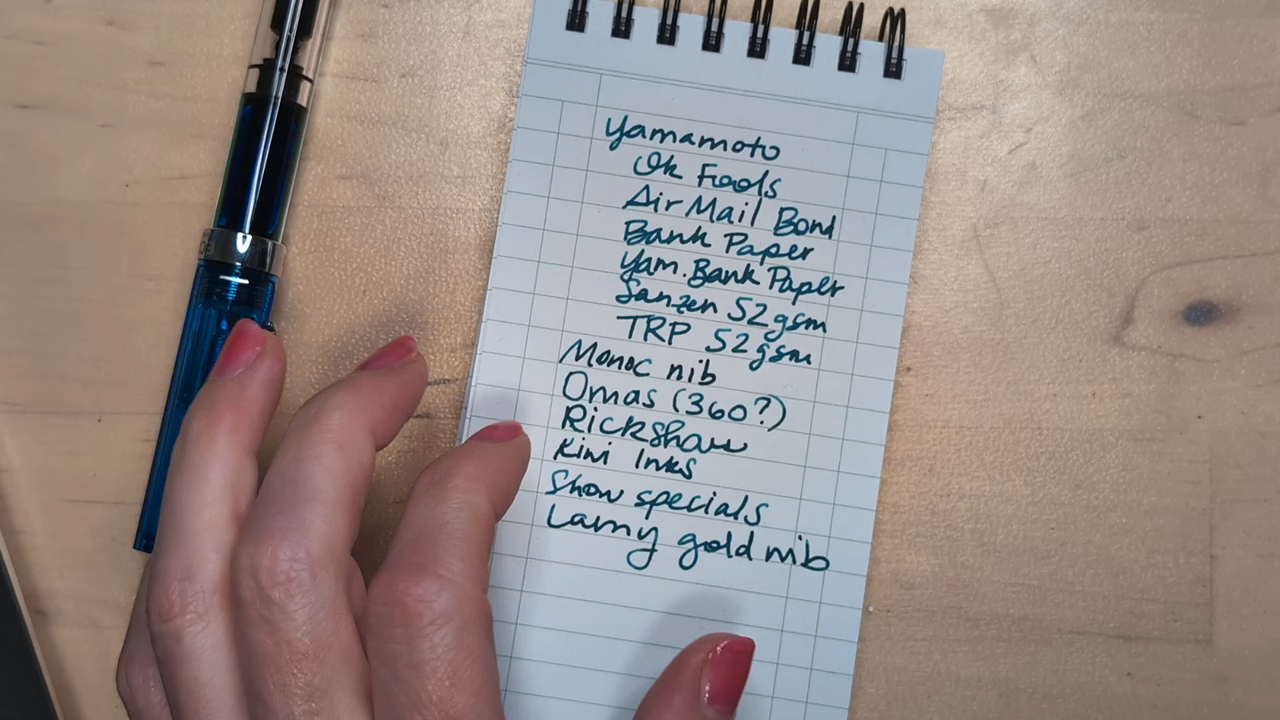 Yamamoto
Ok Fools
Air Mail Bond
Bank Paper
Yam. Bank Paper
Sanzen 52gsm
TRP 52gsm
Monoc nib
Omas (360?)
Rickshaw
Kiwi Inks
Show specials
Lamy gold nib